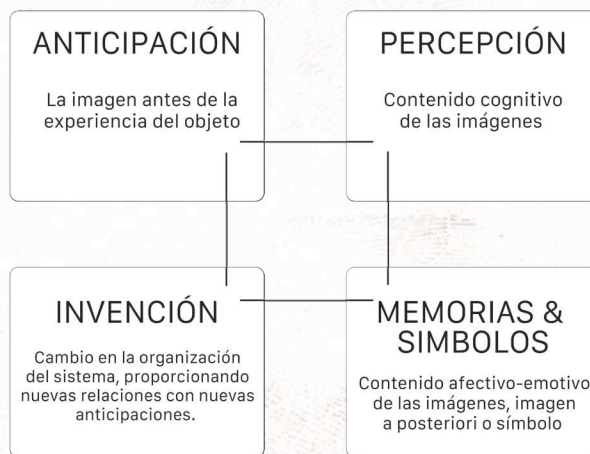 ANTICIPACIÓN
La imagen antes de la
experiencia del objeto
PERCEPCIÓN
Contenido cognitivo
de las imágenes
INVENCIÓN
Cambio en la organización
del sistema, proporcionando
nuevas relaciones con nuevas
anticipaciones.
MEMORIAS &
SIMBOLOS
Contenido afectivo-emotivo
de las imágenes, imagen
a posteriori o símbolo